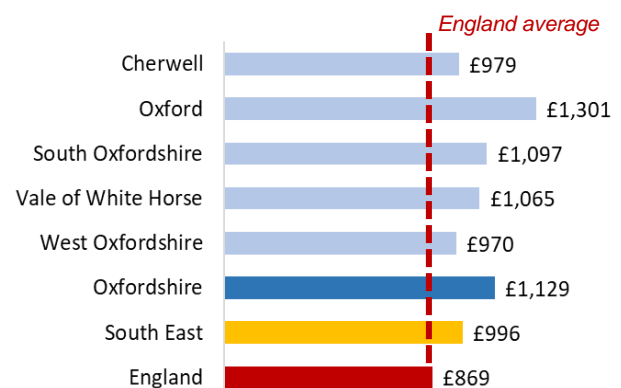 England average
Cherwell £979
Oxford £1,301
South Oxfordshire £1,097
Vale of White Horse £1,065
West Oxfordshire £970
Oxfordshire £1,129
South East £996
England £869